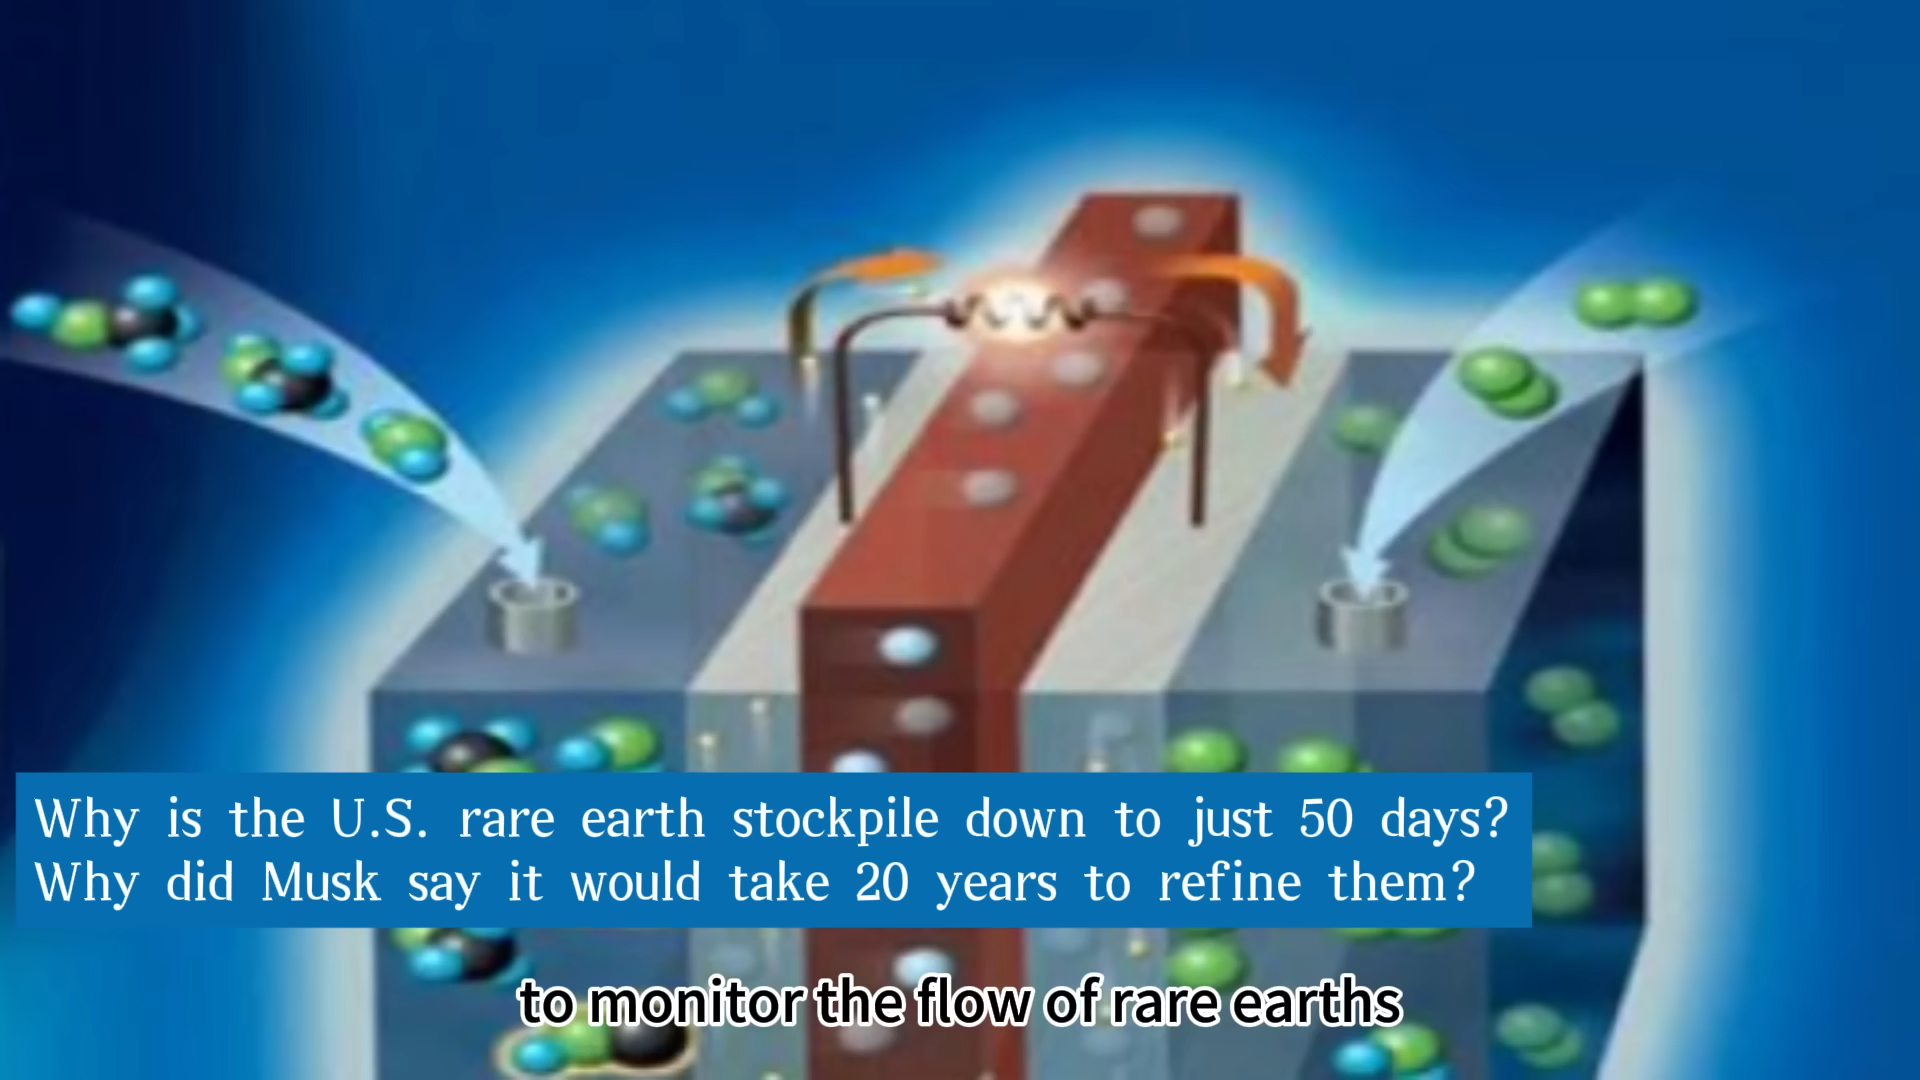 Why is the U.S. rare earth stockpile down to just 50 days?
Why did Musk say it would take 20 years to refine them?
to monitor the flow of rare earths